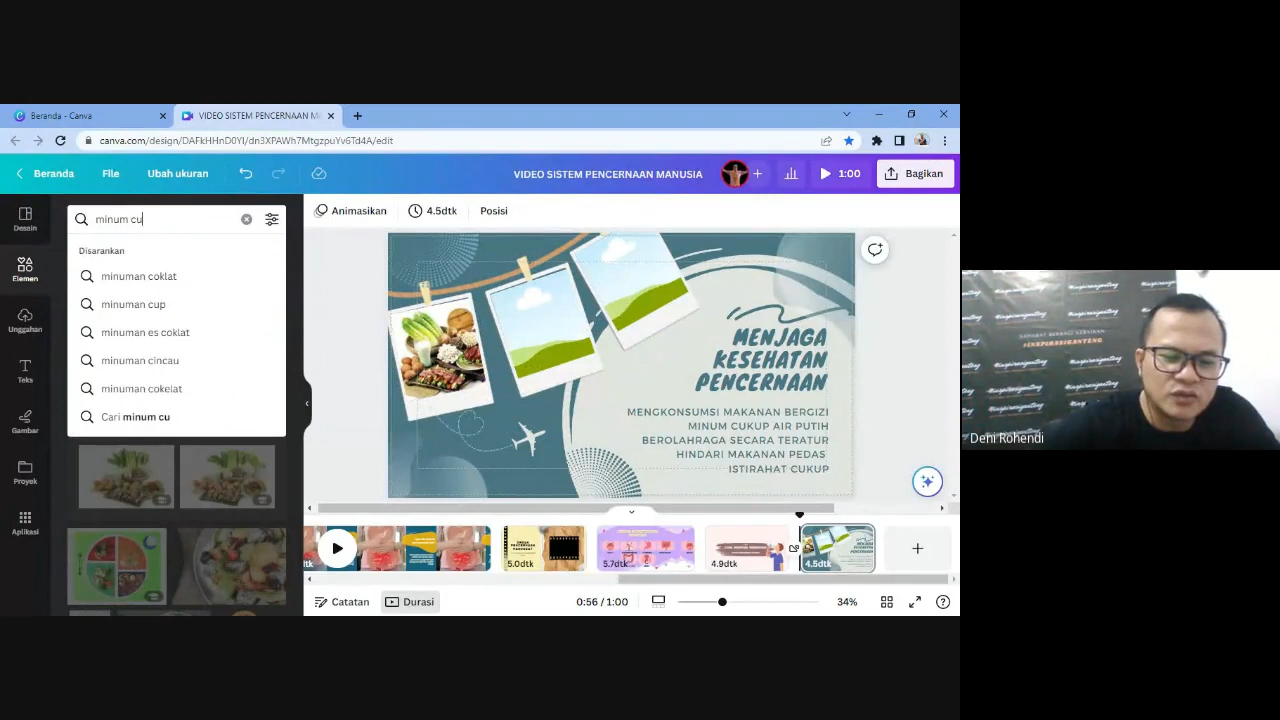 Beranda - Canva
VIDEO SISTEM PENCERNAAN M
canva.com/design/DAFkHHnD0YI/dn3XPAWh7MtgzpuYv6Td4A/edit
Beranda
File
Ubah ukuran
VIDEO SISTEM PENCERNAAN MANUSIA
1:00
Bagikan
Desain
Elemen
Unggahan
Teks
Gambar
Proyek
Aplikasi
minum cu
Disarankan
minuman coklat
minuman cup
minuman es coklat
minuman cincau
minuman cokelat
Cari minum cu
Animasikan
4.5dtk
Posisi
MENJAGA
KESEHATAN
PENCERNAAN
MENGKONSUMSI MAKANAN BERGIZI
MINUM CUKUP AIR PUTIH
BEROLAHRAGA SECARA TERATUR
HINDARI MAKANAN PEDAS
ISTIRAHAT CUKUP
5.0dtk
5.7dtk
4.9dtk
4.5dtk
Catatan
Durasi
0:56 / 1:00
34%
#inspirasiganteng
Deni Rohendi